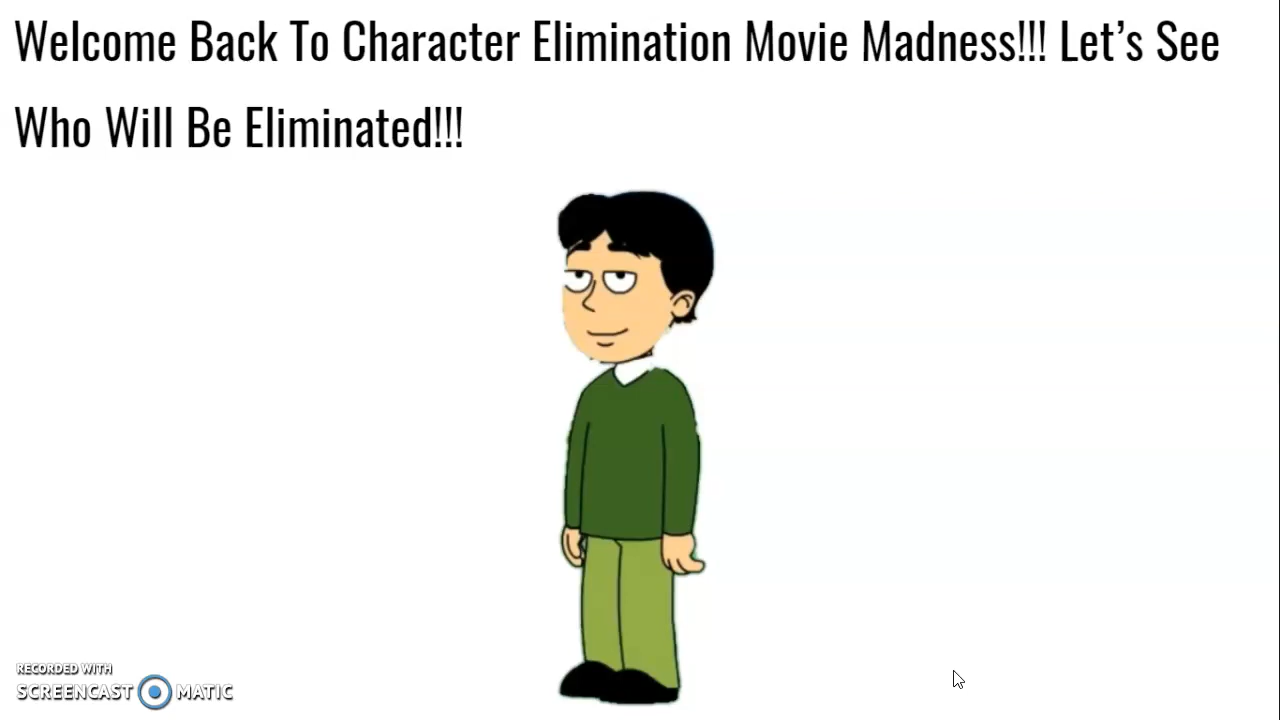 Welcome Back To Character Elimination Movie Madness!!! Let’s See
Who Will Be Eliminated!!!
RECORDED WITH
SCREENCAST MATIC